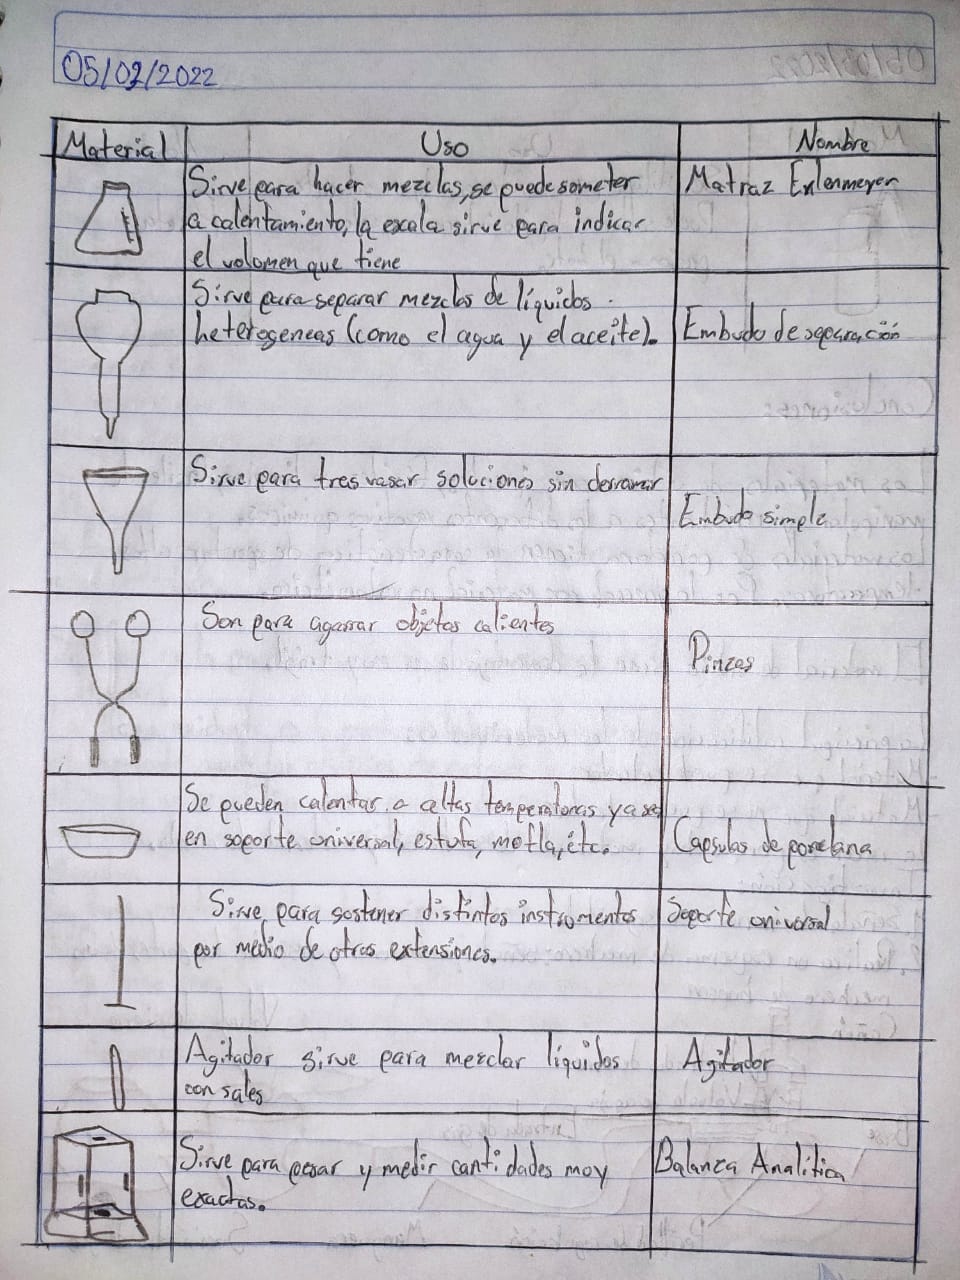 05/02/2022
Material Uso Nombre
Sirve para hacer mezclas, se puede someter
a calentamiento, la escala sirve para indicar
el volomen que tiene
Matraz Erlenmeyer
Sirve para separar mezclas de líquidos
heterogeneas (como el agua y el aceite).
Embudo de separación
Sirve para tresvasar soluciones sin derramar
Embudo simple
Son para agarrar objetos calientes
Pinzas
Se pueden calentar a altas temperaturas ya sea
en soporte universal, estufa, mofla, étc.
Capsulas de porcelana
Sirve para sostener distintos instrumentos
por medio de otras extensiones.
Soporte universal
Agitador sirve para mezclar líquidos
con sales
Agitador
Sirve para pesar y medir cantidades muy
exactas.
Balanza Analítica